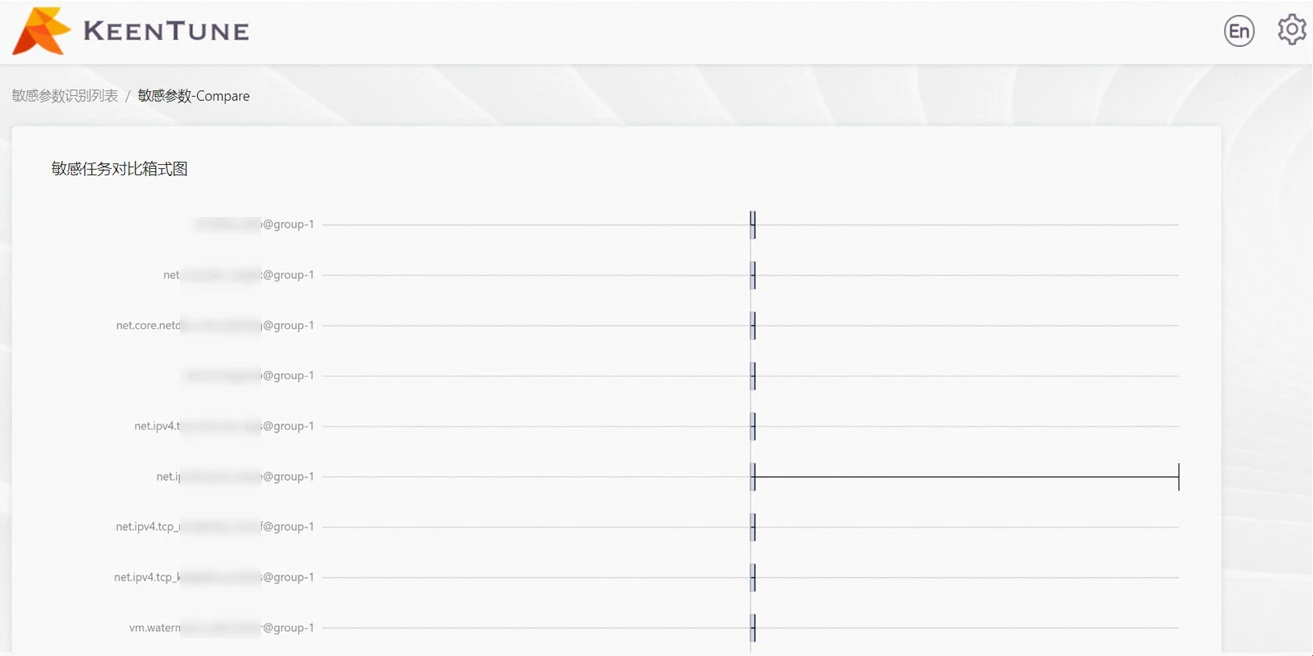 KEENTUNE
En
敏感参数识别列表 / 敏感参数-Compare
敏感任务对比箱式图
@group-1
net @group-1
net.core.netd @group-1
@group-1
net.ipv4.t @group-1
net.ip @group-1
net.ipv4.tcp_ @group-1
net.ipv4.tcp_k @group-1
vm.water @group-1